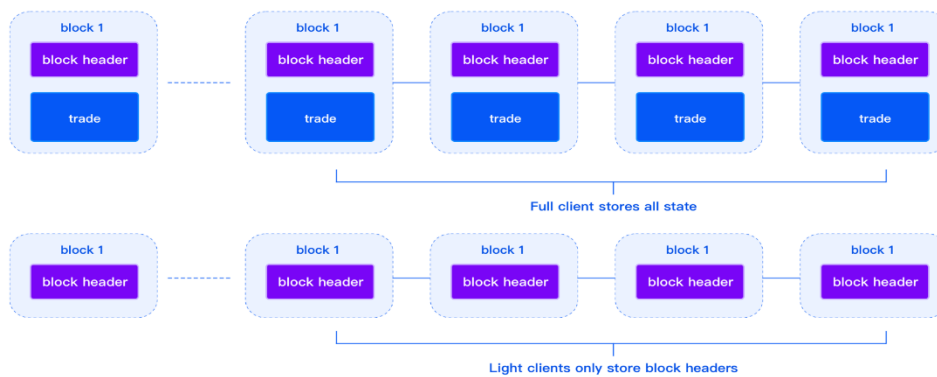 block 1 block 1 block 1 block 1 block 1
block header block header block header block header block header
trade trade trade trade trade
Full client stores all state
block 1 block 1 block 1 block 1 block 1
block header block header block header block header block header
Light clients only store block headers